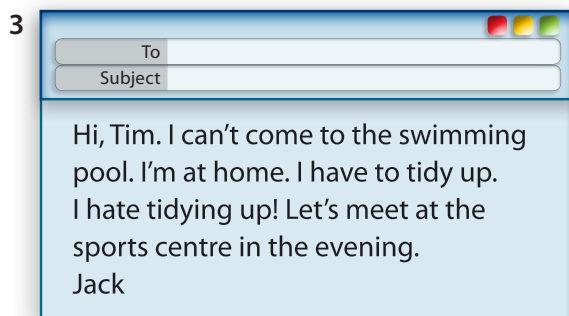 3
To
Subject
Hi, Tim. I can't come to the swimming
pool. I'm at home. I have to tidy up.
I hate tidying up! Let's meet at the
sports centre in the evening.
Jack